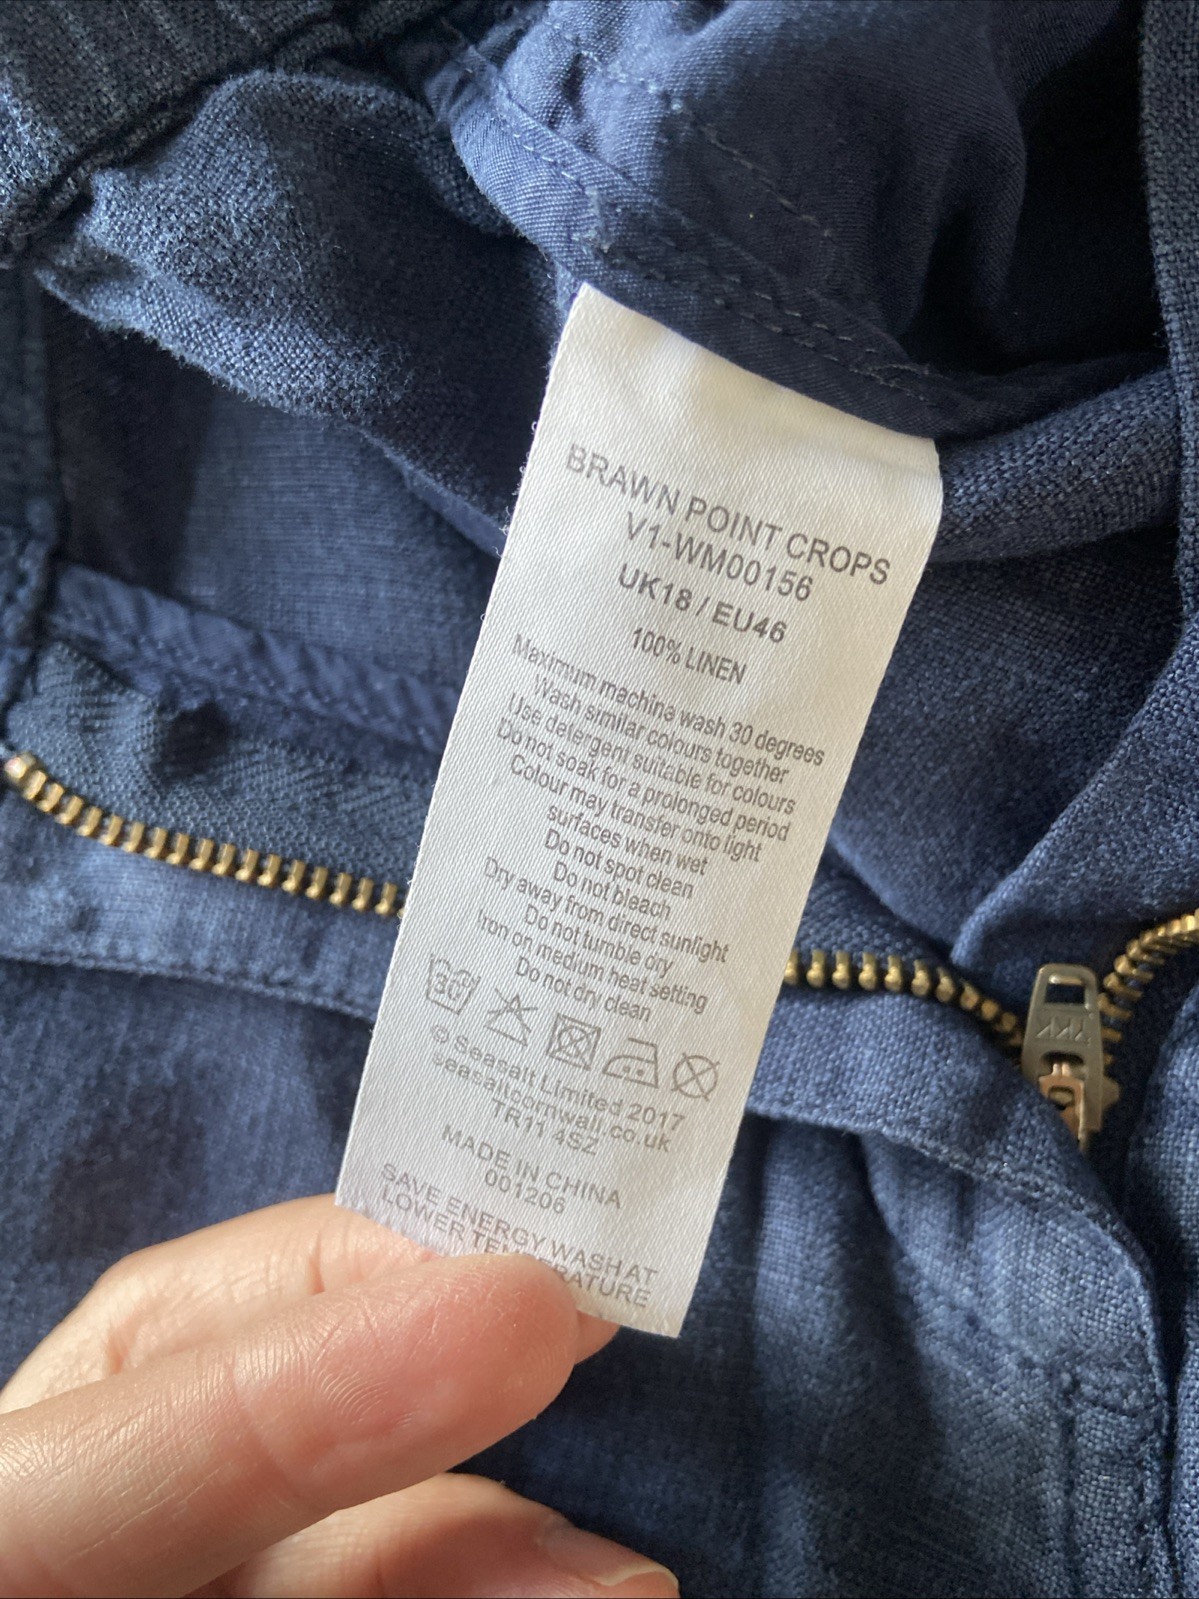 BRAWN POINT CROPS
V1-WM00156
UK18 / EU46
100% LINEN
Maximum machine wash 30 degrees
Wash similar colours together
Use detergent suitable for colours
Do not soak for a prolonged period
Colour may transfer onto light
surfaces when wet
Do not spot clean
Do not bleach
Dry away from direct sunlight
Do not tumble dry
Iron on medium heat setting
Do not dry clean
30°
© Seasalt Limited 2017
seasaltcornwall.co.uk
TR11 4SZ
MADE IN CHINA
001206
SAVE ENERGY WASH AT
LOWER TEMPERATURE